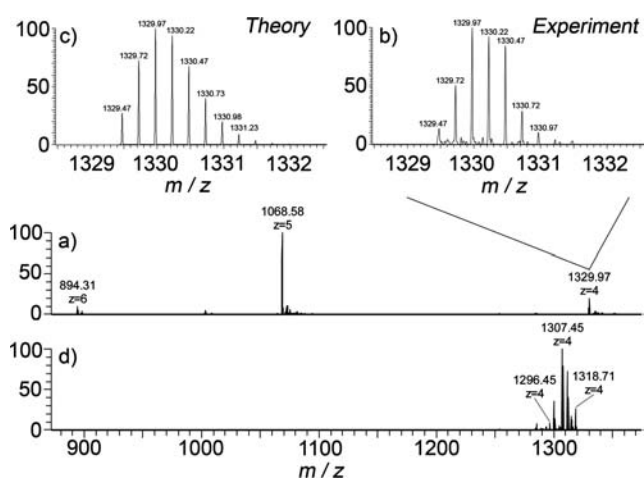 c) Theory
100
50
0
1329.47
1329.72
1329.97
1330.22
1330.47
1330.73
1330.98
1331.23
1329 1330 1331 1332
m / z
b) Experiment
100
50
0
1329.47
1329.72
1329.97
1330.22
1330.47
1330.72
1330.97
1329 1330 1331 1332
m / z
a)
100
50
0
894.31
z=6
1068.58
z=5
1329.97
z=4
d)
100
50
0
1296.45
z=4
1307.45
z=4
1318.71
z=4
900 1000 1100 1200 1300
m / z